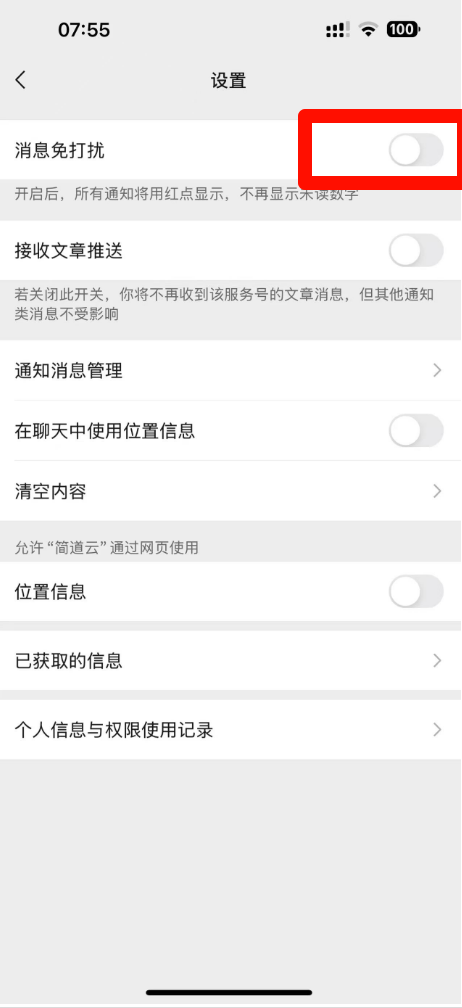 07:55
100
设置
消息免打扰
开启后，所有通知将用红点显示，不再显示未读数字
接收文章推送
若关闭此开关，你将不再收到该服务号的文章消息，但其他通知
类消息不受影响
通知消息管理
在聊天中使用位置信息
清空内容
允许“简道云”通过网页使用
位置信息
已获取的信息
个人信息与权限使用记录